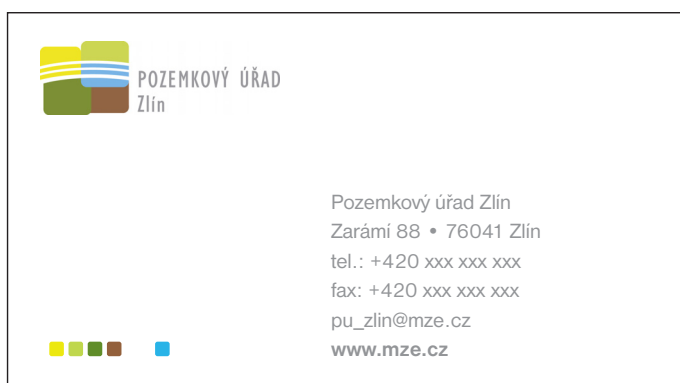 POZEMKOVÝ ÚŘAD
Zlín
Pozemkový úřad Zlín
Zarámí 88 • 76041 Zlín
tel.: +420 xxx xxx xxx
fax: +420 xxx xxx xxx
pu_zlin@mze.cz
www.mze.cz